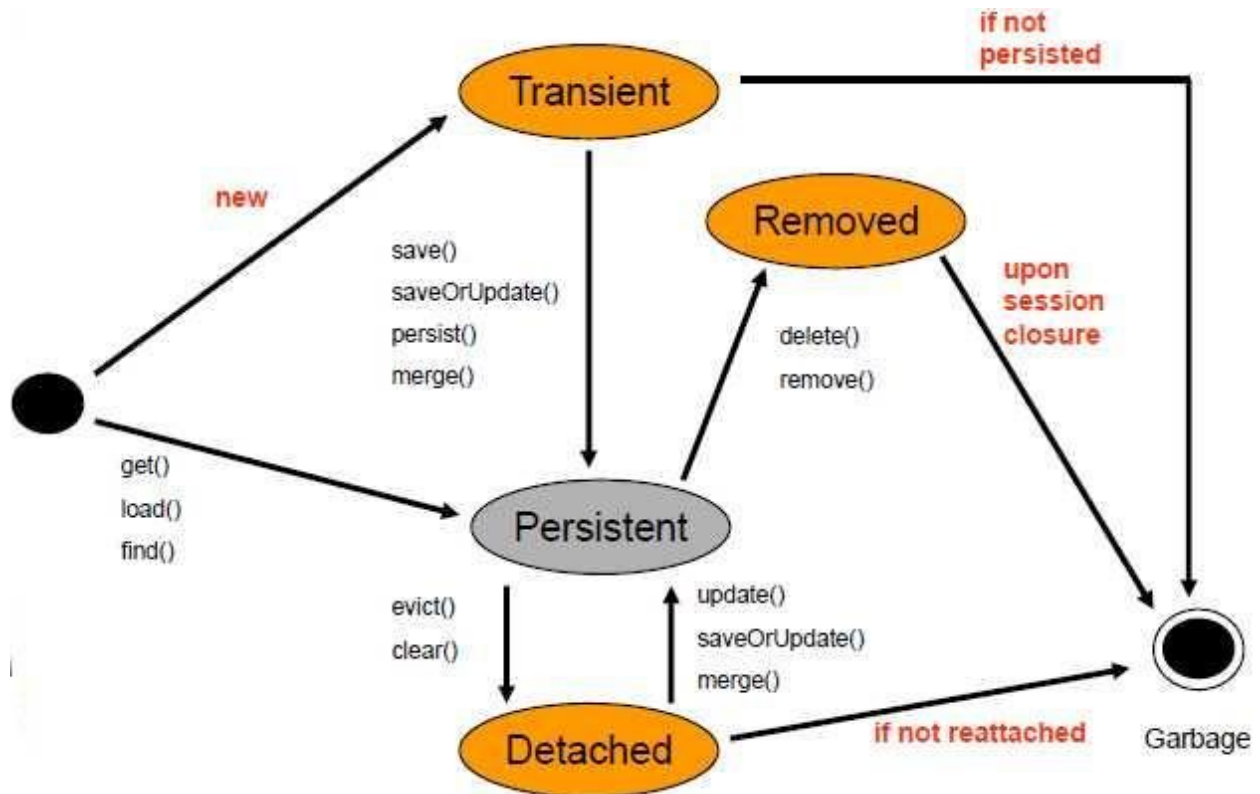 if not
persisted
Transient
new
Removed
save()
saveOrUpdate()
persist()
merge()
upon
session
closure
delete()
remove()
get()
load()
find()
Persistent
evict()
clear()
update()
saveOrUpdate()
merge()
Detached
if not reattached
Garbage